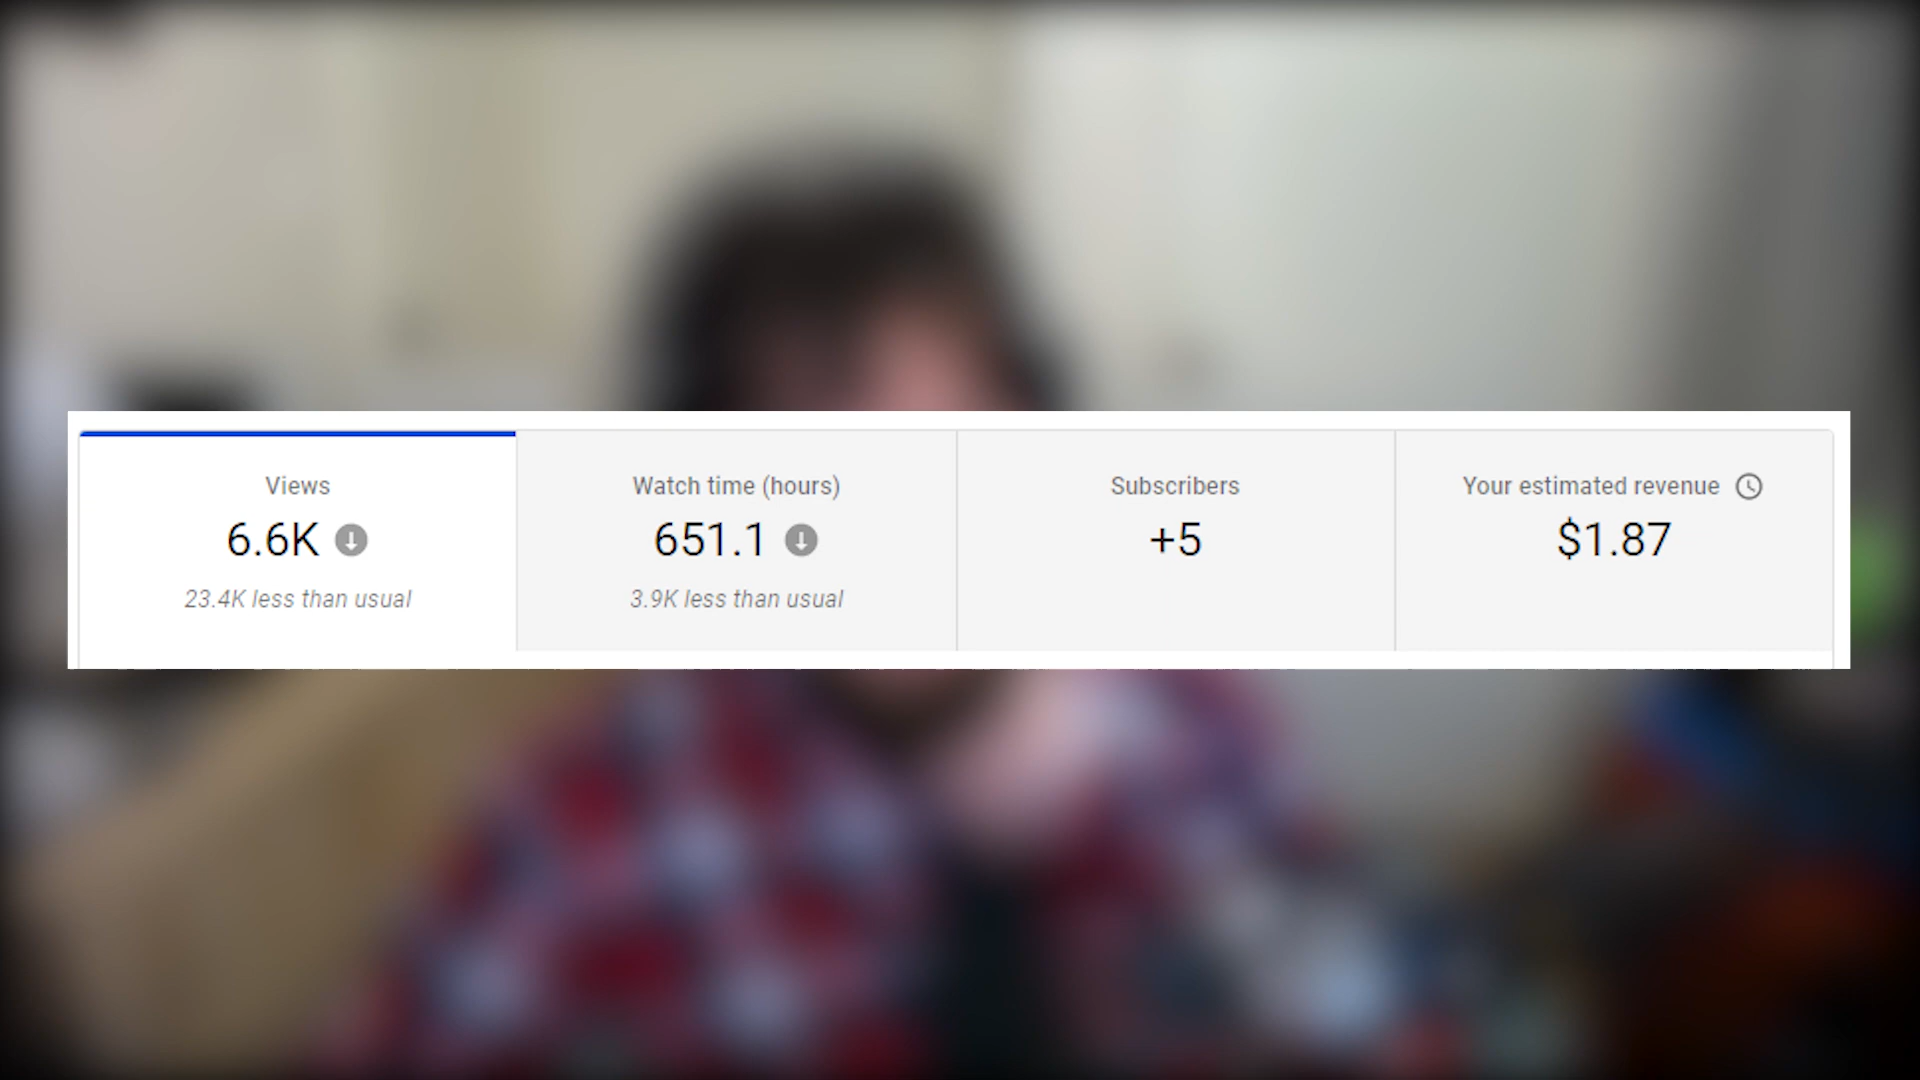 Views
6.6K
23.4K less than usual
Watch time (hours)
651.1
3.9K less than usual
Subscribers
+5
Your estimated revenue
$1.87